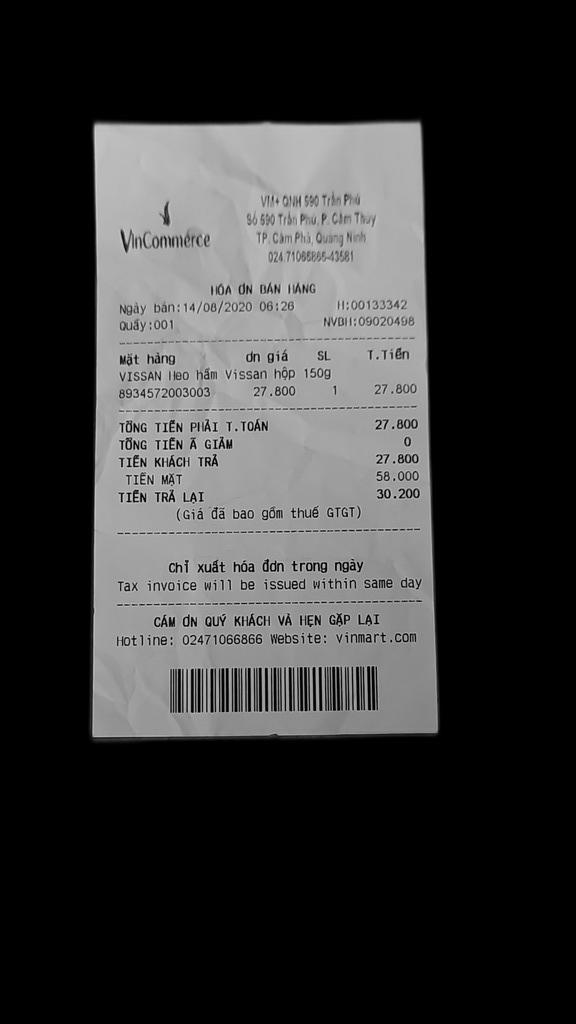 VinCommerce
VM+ QNH 590 Trần Phú
Số 590 Trần Phú, P. Cẩm Thủy
TP. Cẩm Phả, Quảng Ninh
024.71066866-43581
HÓA ƠN BÁN HÀNG
Ngày bán:14/08/2020 06:26 H:00133342
Quầy:001 NVBH:09020498
Mặt hàng ơn giá SL T.Tiền
VISSAN Heo hầm Vissan hộp 150g
8934572003003 27.800 1 27.800
TỔNG TIỀN PHẢI T.TOÁN 27.800
TỔNG TIỀN Ã GIẢM 0
TIỀN KHÁCH TRẢ 27.800
TIỀN MẶT 58.000
TIỀN TRẢ LẠI 30.200
(Giá đã bao gồm thuế GTGT)
Chỉ xuất hóa đơn trong ngày
Tax invoice will be issued within same day
CÁM ƠN QUÝ KHÁCH VÀ HẸN GẶP LẠI
Hotline: 02471066866 Website: vinmart.com